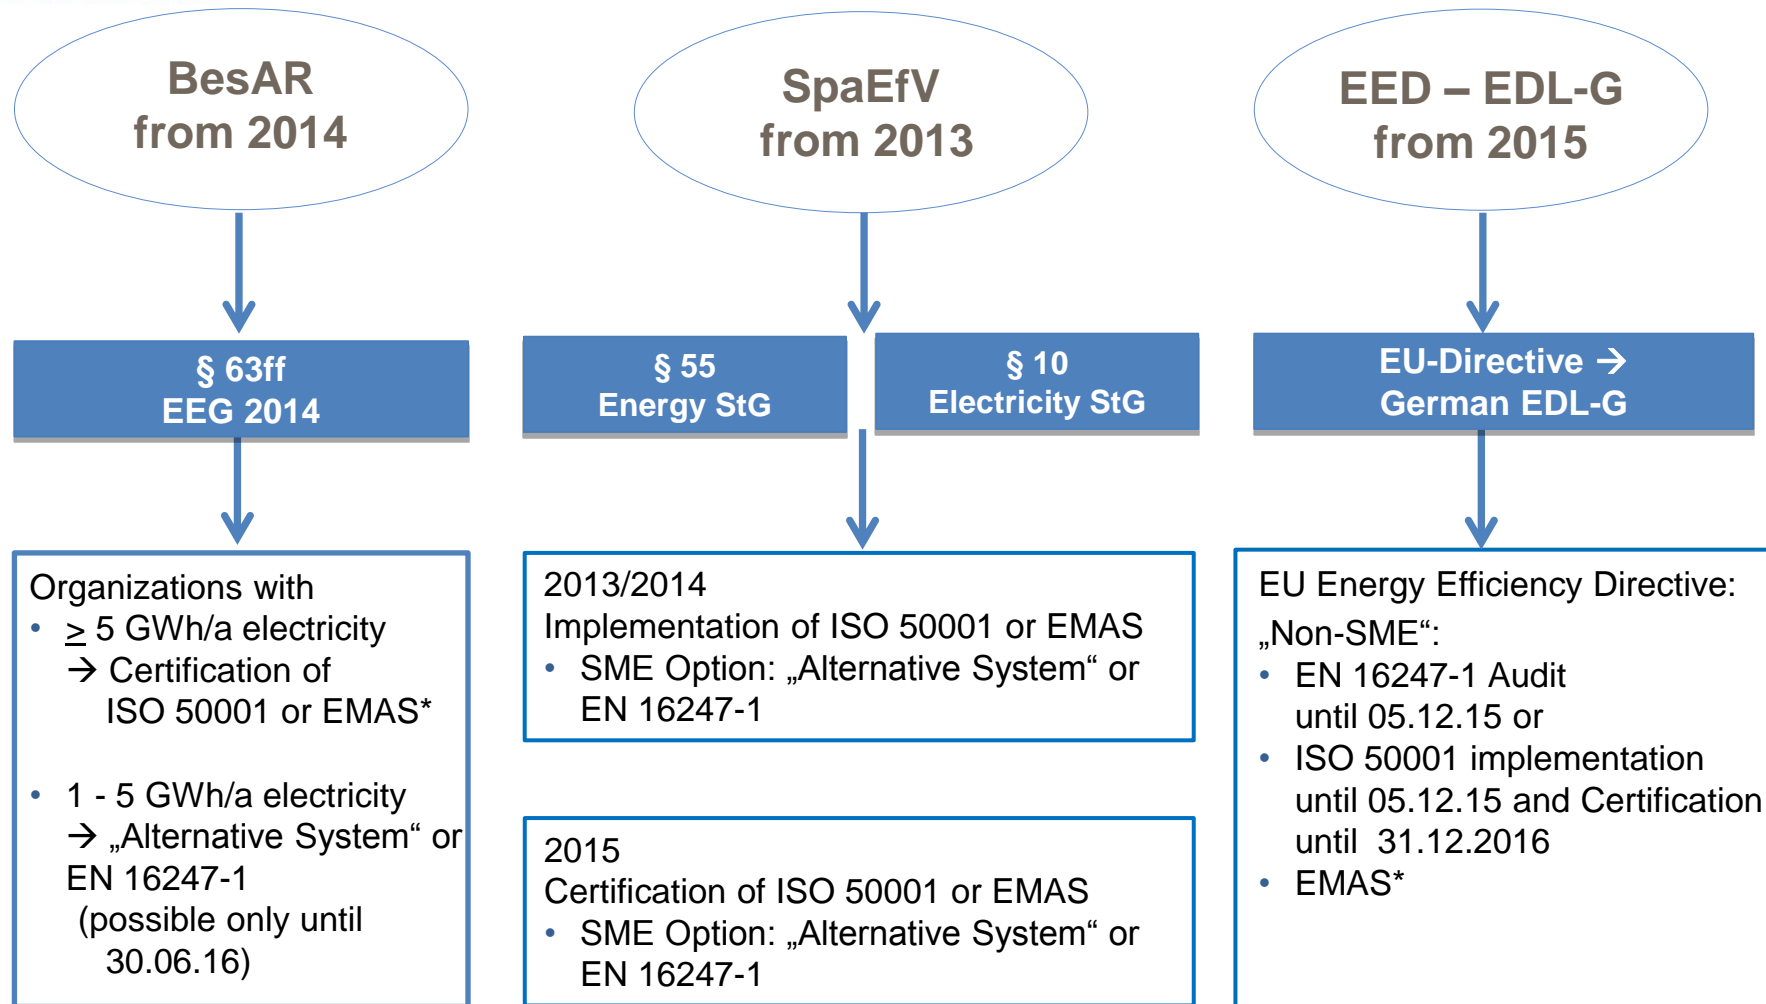 BesAR
from 2014
SpaEfV
from 2013
EED – EDL-G
from 2015
§ 63ff
EEG 2014
§ 55
Energy StG
§ 10
Electricity StG
EU-Directive →
German EDL-G
Organizations with
• ≥ 5 GWh/a electricity
→ Certification of
ISO 50001 or EMAS*
• 1 - 5 GWh/a electricity
→ „Alternative System“ or
EN 16247-1
(possible only until
30.06.16)
2013/2014
Implementation of ISO 50001 or EMAS
• SME Option: „Alternative System“ or
EN 16247-1
2015
Certification of ISO 50001 or EMAS
• SME Option: „Alternative System“ or
EN 16247-1
EU Energy Efficiency Directive:
„Non-SME“:
• EN 16247-1 Audit
until 05.12.15 or
• ISO 50001 implementation
until 05.12.15 and Certification
until 31.12.2016
• EMAS*